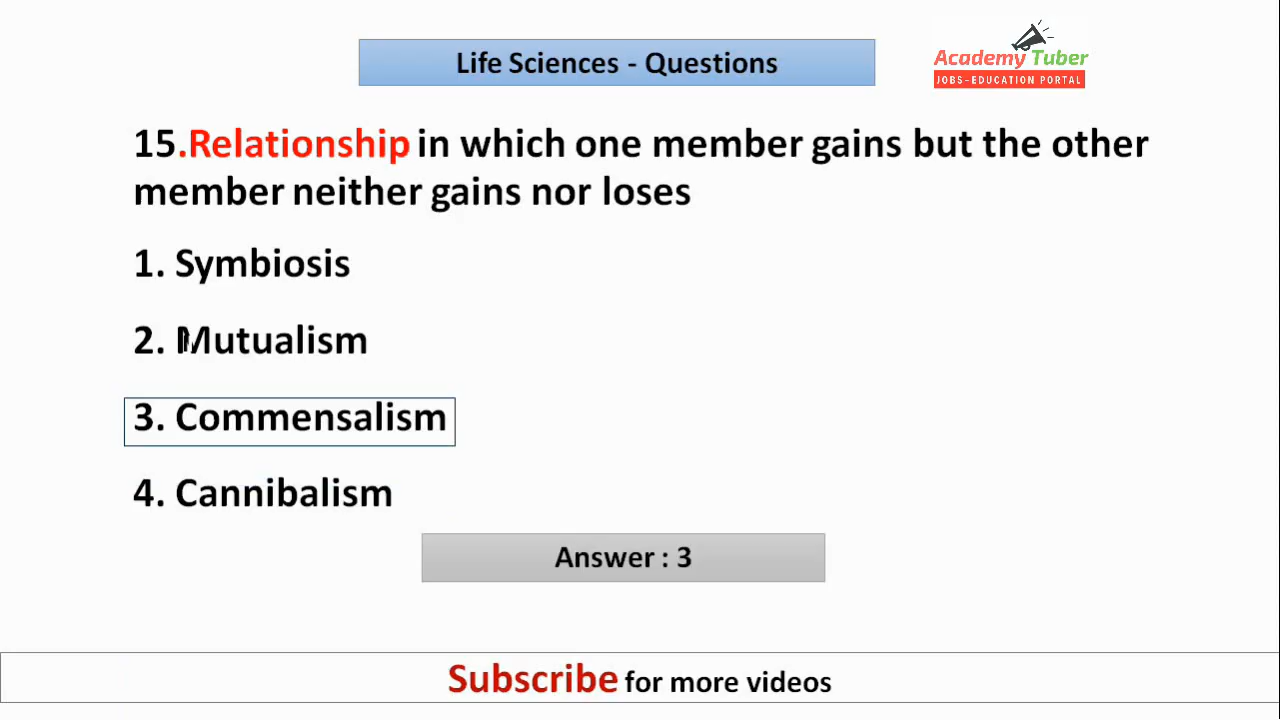 Life Sciences - Questions
Academy Tuber
JOBS-EDUCATION PORTAL
15.Relationship in which one member gains but the other
member neither gains nor loses
1. Symbiosis
2. Mutualism
3. Commensalism
4. Cannibalism
Answer : 3
Subscribe for more videos